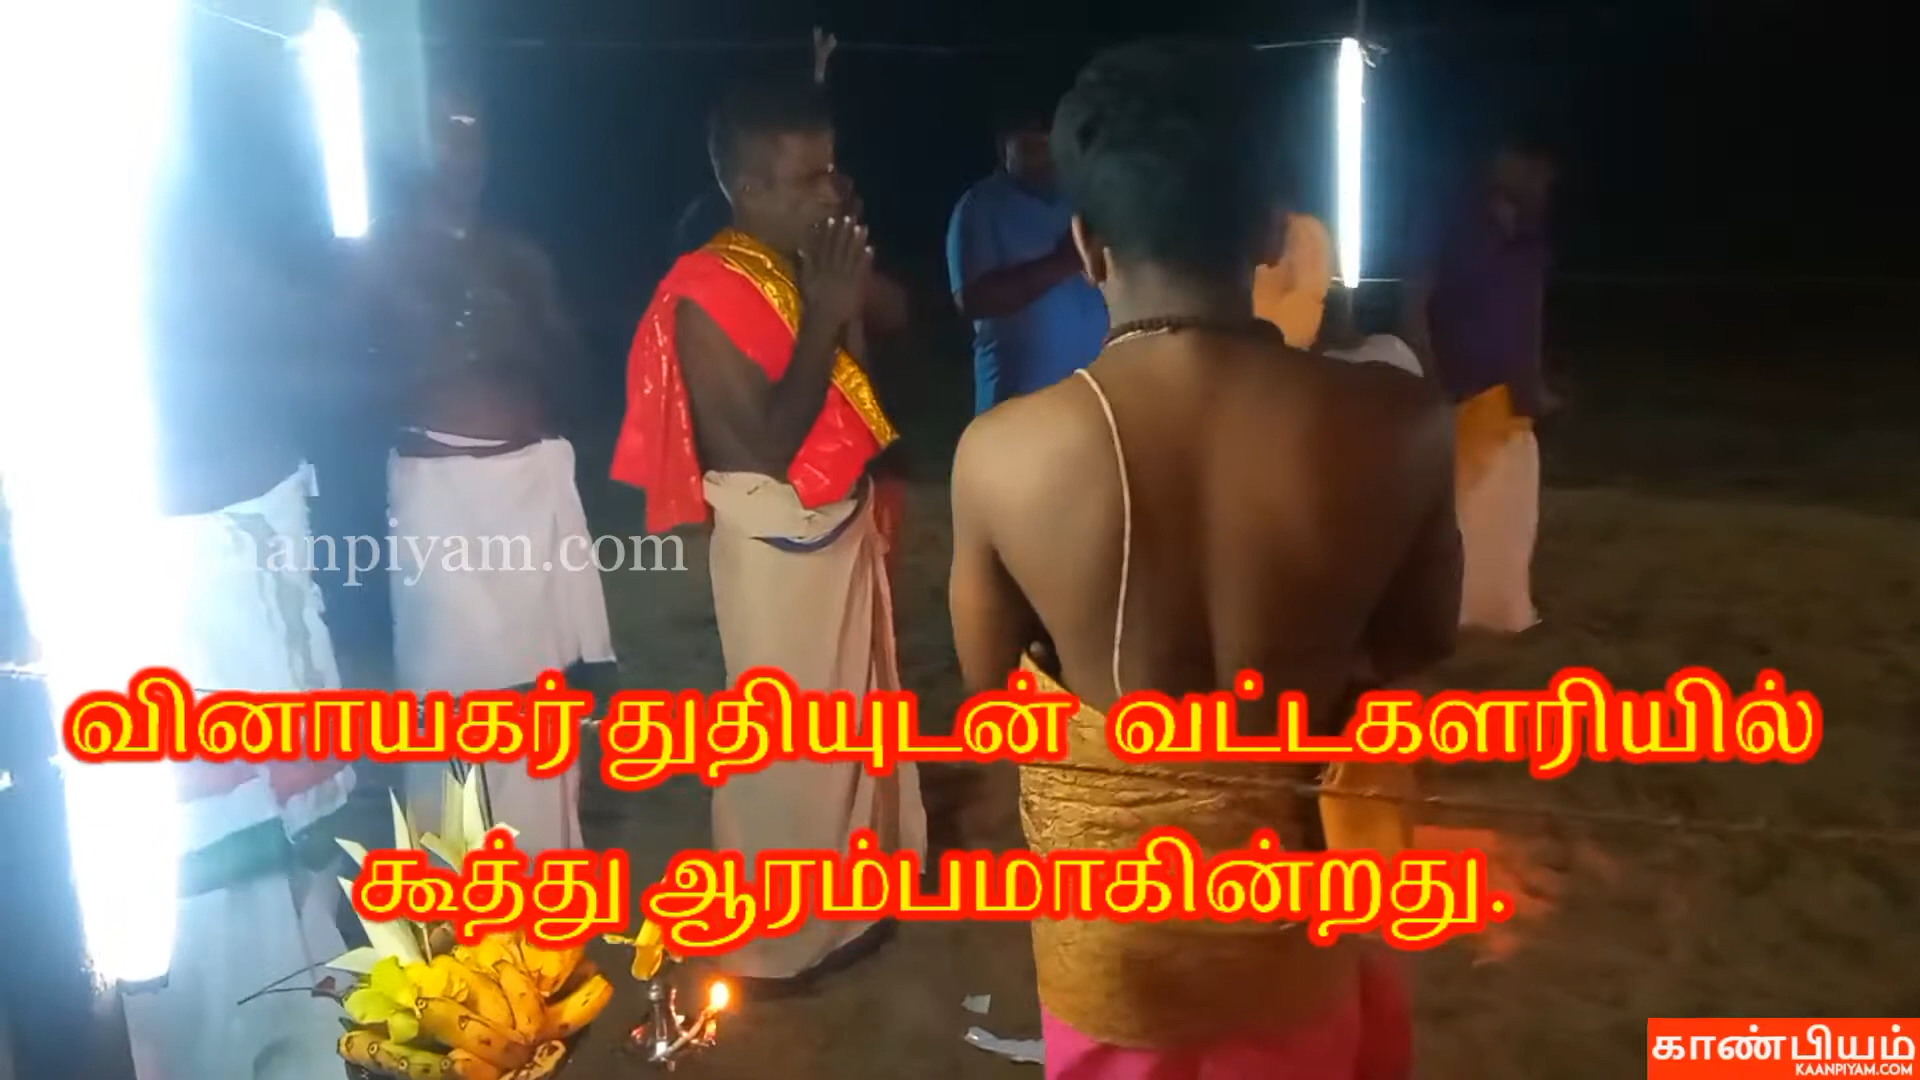 வினாயகர் துதியுடன் வட்டகளரியில்
கூத்து ஆரம்பமாகின்றது.
காண்பியம்
KAANPIYAM.COM